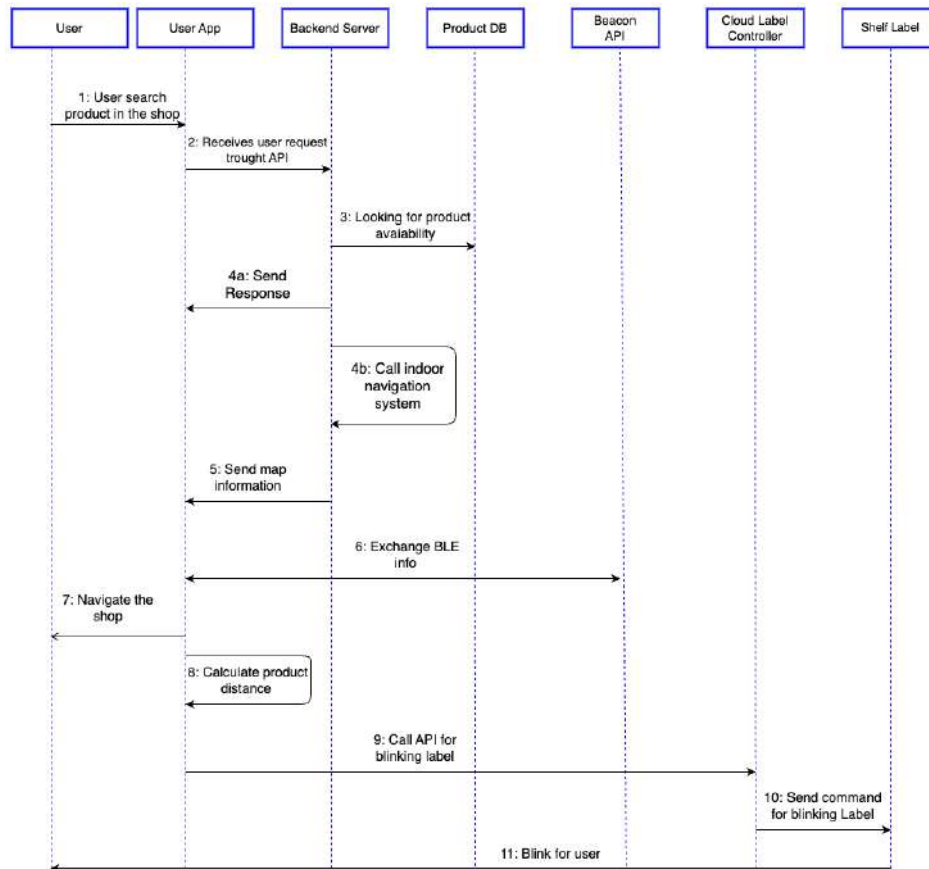 User
User App
Backend Server
Product DB
Beacon
API
Cloud Label
Controller
Shelf Label
1: User search
product in the shop
2: Receives user request
trought API
3: Looking for product
avaiability
4a: Send
Response
4b: Call indoor
navigation
system
5: Send map
information
6: Exchange BLE
info
7: Navigate the
shop
8: Calculate product
distance
9: Call API for
blinking label
10: Send command
for blinking Label
11: Blink for user